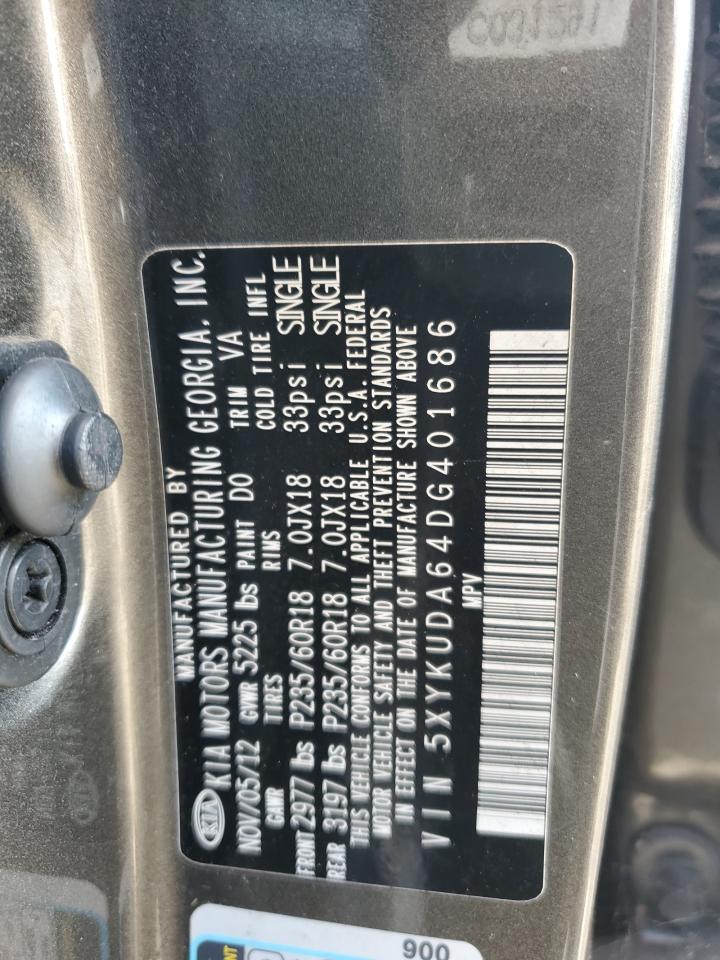 MANUFACTURED BY
KIA KIA MOTORS MANUFACTURING GEORGIA, INC.
NOV/05/12 GVWR 5225 lbs PAINT DO TRIM VA
GAWR TIRES RIMS COLD TIRE INFL
FRONT 2977 lbs P235/60R18 7.0JX18 33psi SINGLE
REAR 3197 lbs P235/60R18 7.0JX18 33psi SINGLE
THIS VEHICLE CONFORMS TO ALL APPLICABLE U.S.A. FEDERAL
MOTOR VEHICLE SAFETY AND THEFT PREVENTION STANDARDS
IN EFFECT ON THE DATE OF MANUFACTURE SHOWN ABOVE
VIN 5XYKUDA64DG401686
MPV
900